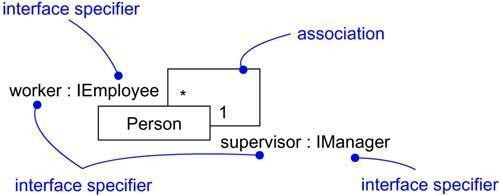 interface specifier
association
worker : IEmployee
*
1
Person
supervisor : IManager
interface specifier
interface specifier